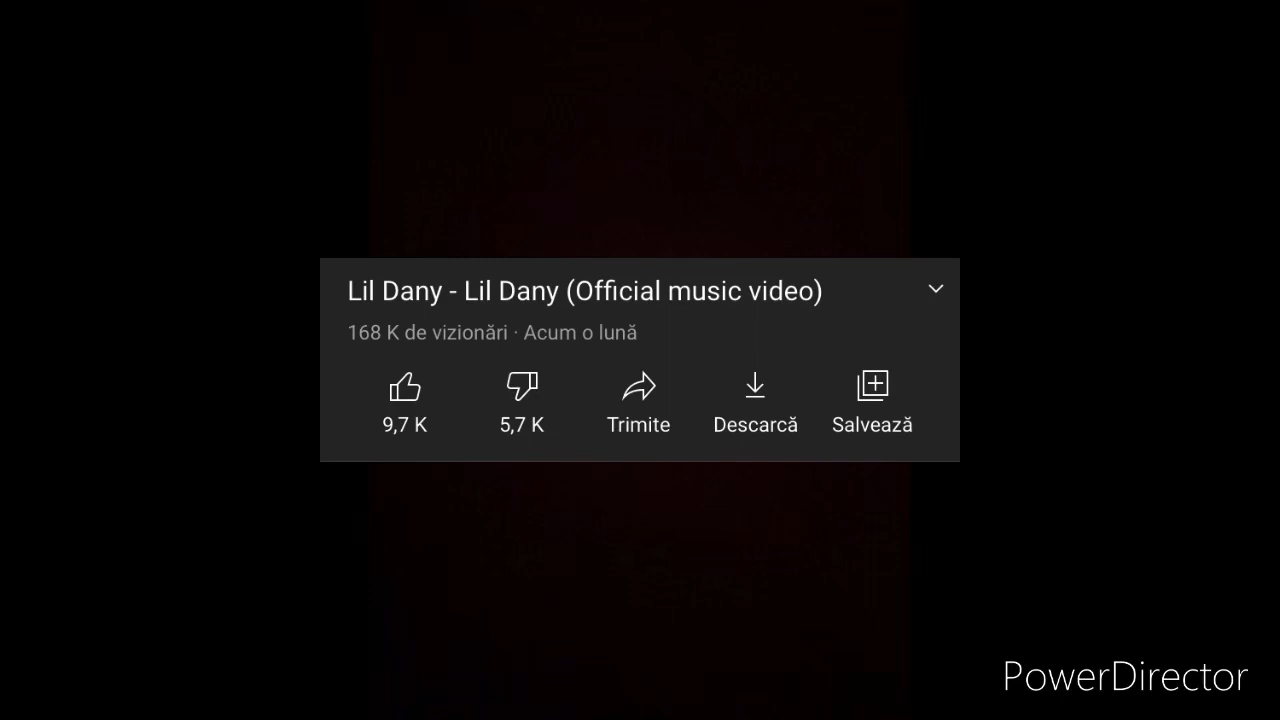 Lil Dany - Lil Dany (Official music video)
168 K de vizionări · Acum o lună
9,7 K 5,7 K Trimite Descarcă Salvează
PowerDirector